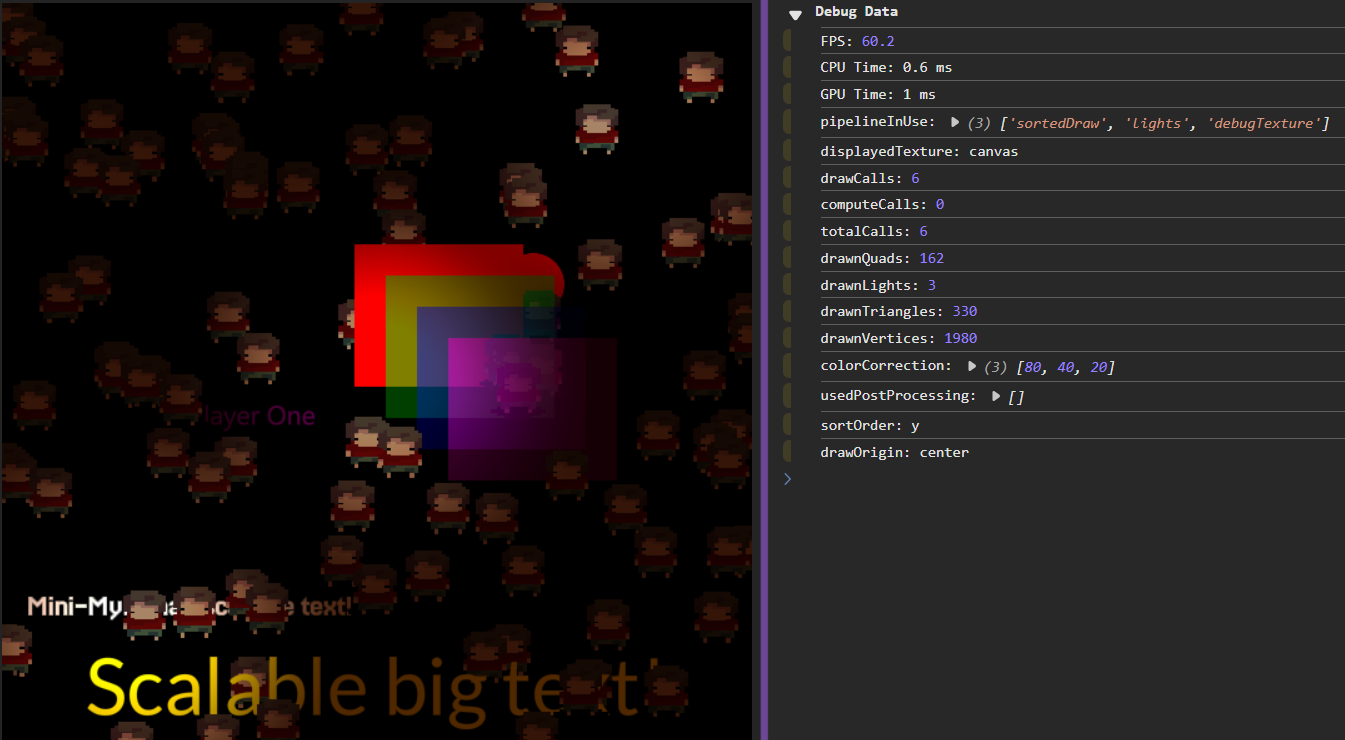 layer One
Mini-My
e text!
Scalable big text!
Debug Data
FPS: 60.2
CPU Time: 0.6 ms
GPU Time: 1 ms
pipelineInUse: ▶ (3) ['sortedDraw', 'lights', 'debugTexture']
displayedTexture: canvas
drawCalls: 6
computeCalls: 0
totalCalls: 6
drawnQuads: 162
drawnLights: 3
drawnTriangles: 330
drawnVertices: 1980
colorCorrection: ▶ (3) [80, 40, 20]
usedPostProcessing: ▶ []
sortOrder: y
drawOrigin: center